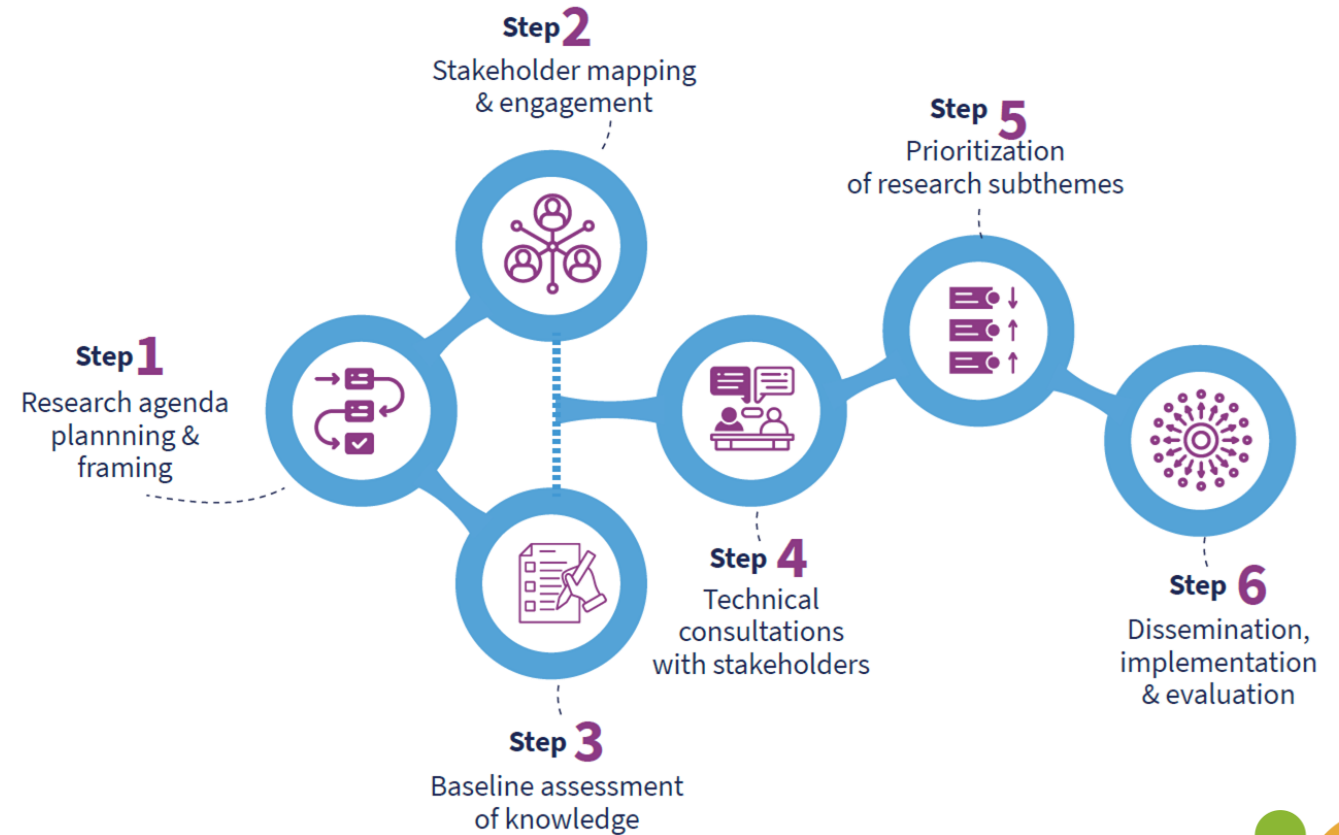 Step 1
Research agenda
plannning &
framing
Step 2
Stakeholder mapping
& engagement
Step 3
Baseline assessment
of knowledge
Step 4
Technical
consultations
with stakeholders
Step 5
Prioritization
of research subthemes
Step 6
Dissemination,
implementation
& evaluation